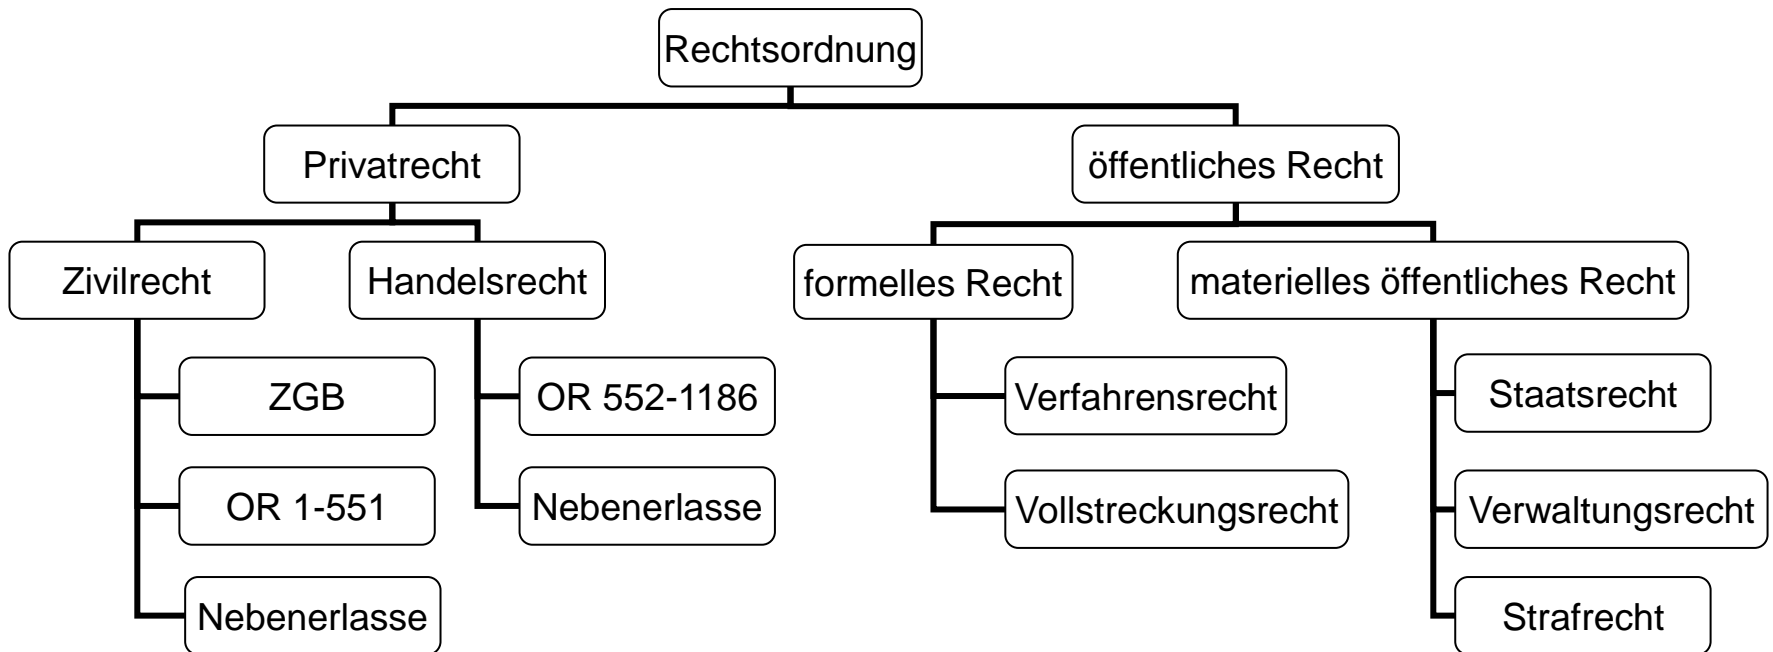 Rechtsordnung
Privatrecht
öffentliches Recht
Zivilrecht
Handelsrecht
formelles Recht
materielles öffentliches Recht
ZGB
OR 552-1186
Verfahrensrecht
Staatsrecht
OR 1-551
Nebenerlasse
Vollstreckungsrecht
Verwaltungsrecht
Nebenerlasse
Strafrecht